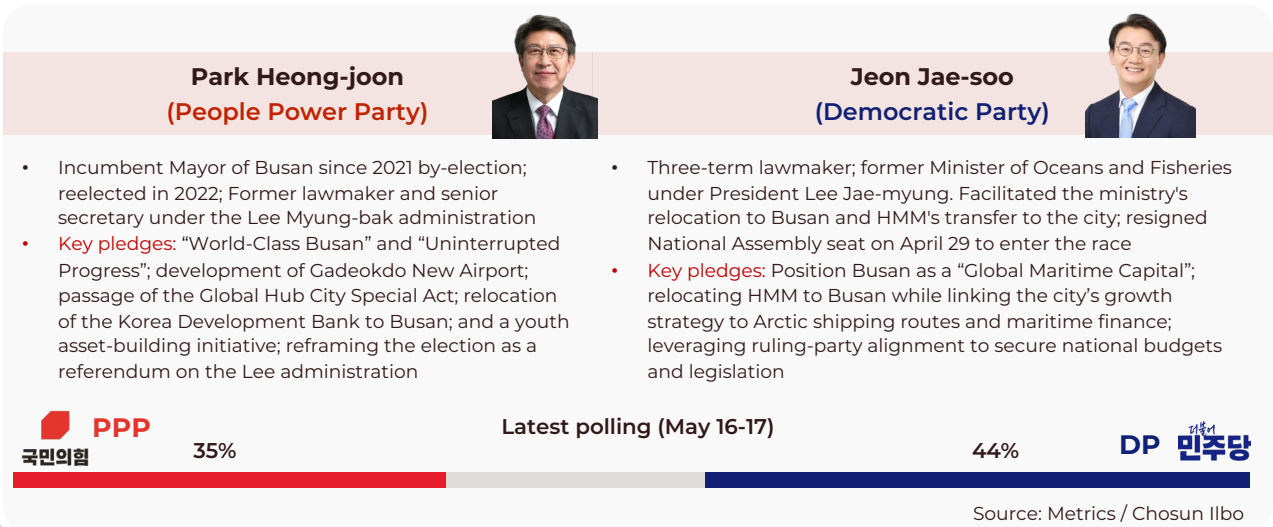 Park Heong-joon
(People Power Party)
Jeon Jae-soo
(Democratic Party)
• Incumbent Mayor of Busan since 2021 by-election;
reelected in 2022; Former lawmaker and senior
secretary under the Lee Myung-bak administration
• Key pledges: “World-Class Busan” and “Uninterrupted
Progress”; development of Gadeokdo New Airport;
passage of the Global Hub City Special Act; relocation
of the Korea Development Bank to Busan; and a youth
asset-building initiative; reframing the election as a
referendum on the Lee administration
• Three-term lawmaker; former Minister of Oceans and Fisheries
under President Lee Jae-myung. Facilitated the ministry's
relocation to Busan and HMM's transfer to the city; resigned
National Assembly seat on April 29 to enter the race
• Key pledges: Position Busan as a “Global Maritime Capital”;
relocating HMM to Busan while linking the city’s growth
strategy to Arctic shipping routes and maritime finance;
leveraging ruling-party alignment to secure national budgets
and legislation
Latest polling (May 16-17)
PPP
국민의힘
35%
44%
DP
더불어
민주당
Source: Metrics / Chosun Ilbo